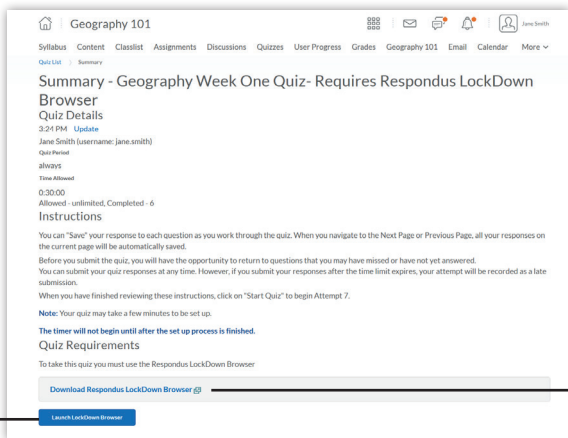 Geography 101
Jane Smith
Syllabus Content Classlist Assignments Discussions Quizzes User Progress Grades Geography 101 Email Calendar More
Quiz List Summary
Summary - Geography Week One Quiz- Requires Respondus LockDown
Browser
Quiz Details
3:24 PM Update
Jane Smith (username: jane.smith)
Quiz Period
always
Time Allowed
0:30:00
Allowed - unlimited, Completed - 6
Instructions
You can "Save" your response to each question as you work through the quiz. When you navigate to the Next Page or Previous Page, all your responses on
the current page will be automatically saved.
Before you submit the quiz, you will have the opportunity to return to questions that you may have missed or have not yet answered.
You can submit your quiz responses at any time. However, if you submit your responses after the time limit expires, your attempt will be recorded as a late
submission.
When you have finished reviewing these instructions, click on "Start Quiz" to begin Attempt 7.
Note: Your quiz may take a few minutes to be set up.
The timer will not begin until after the set up process is finished.
Quiz Requirements
To take this quiz you must use the Respondus LockDown Browser
Download Respondus LockDown Browser
Launch LockDown Browser